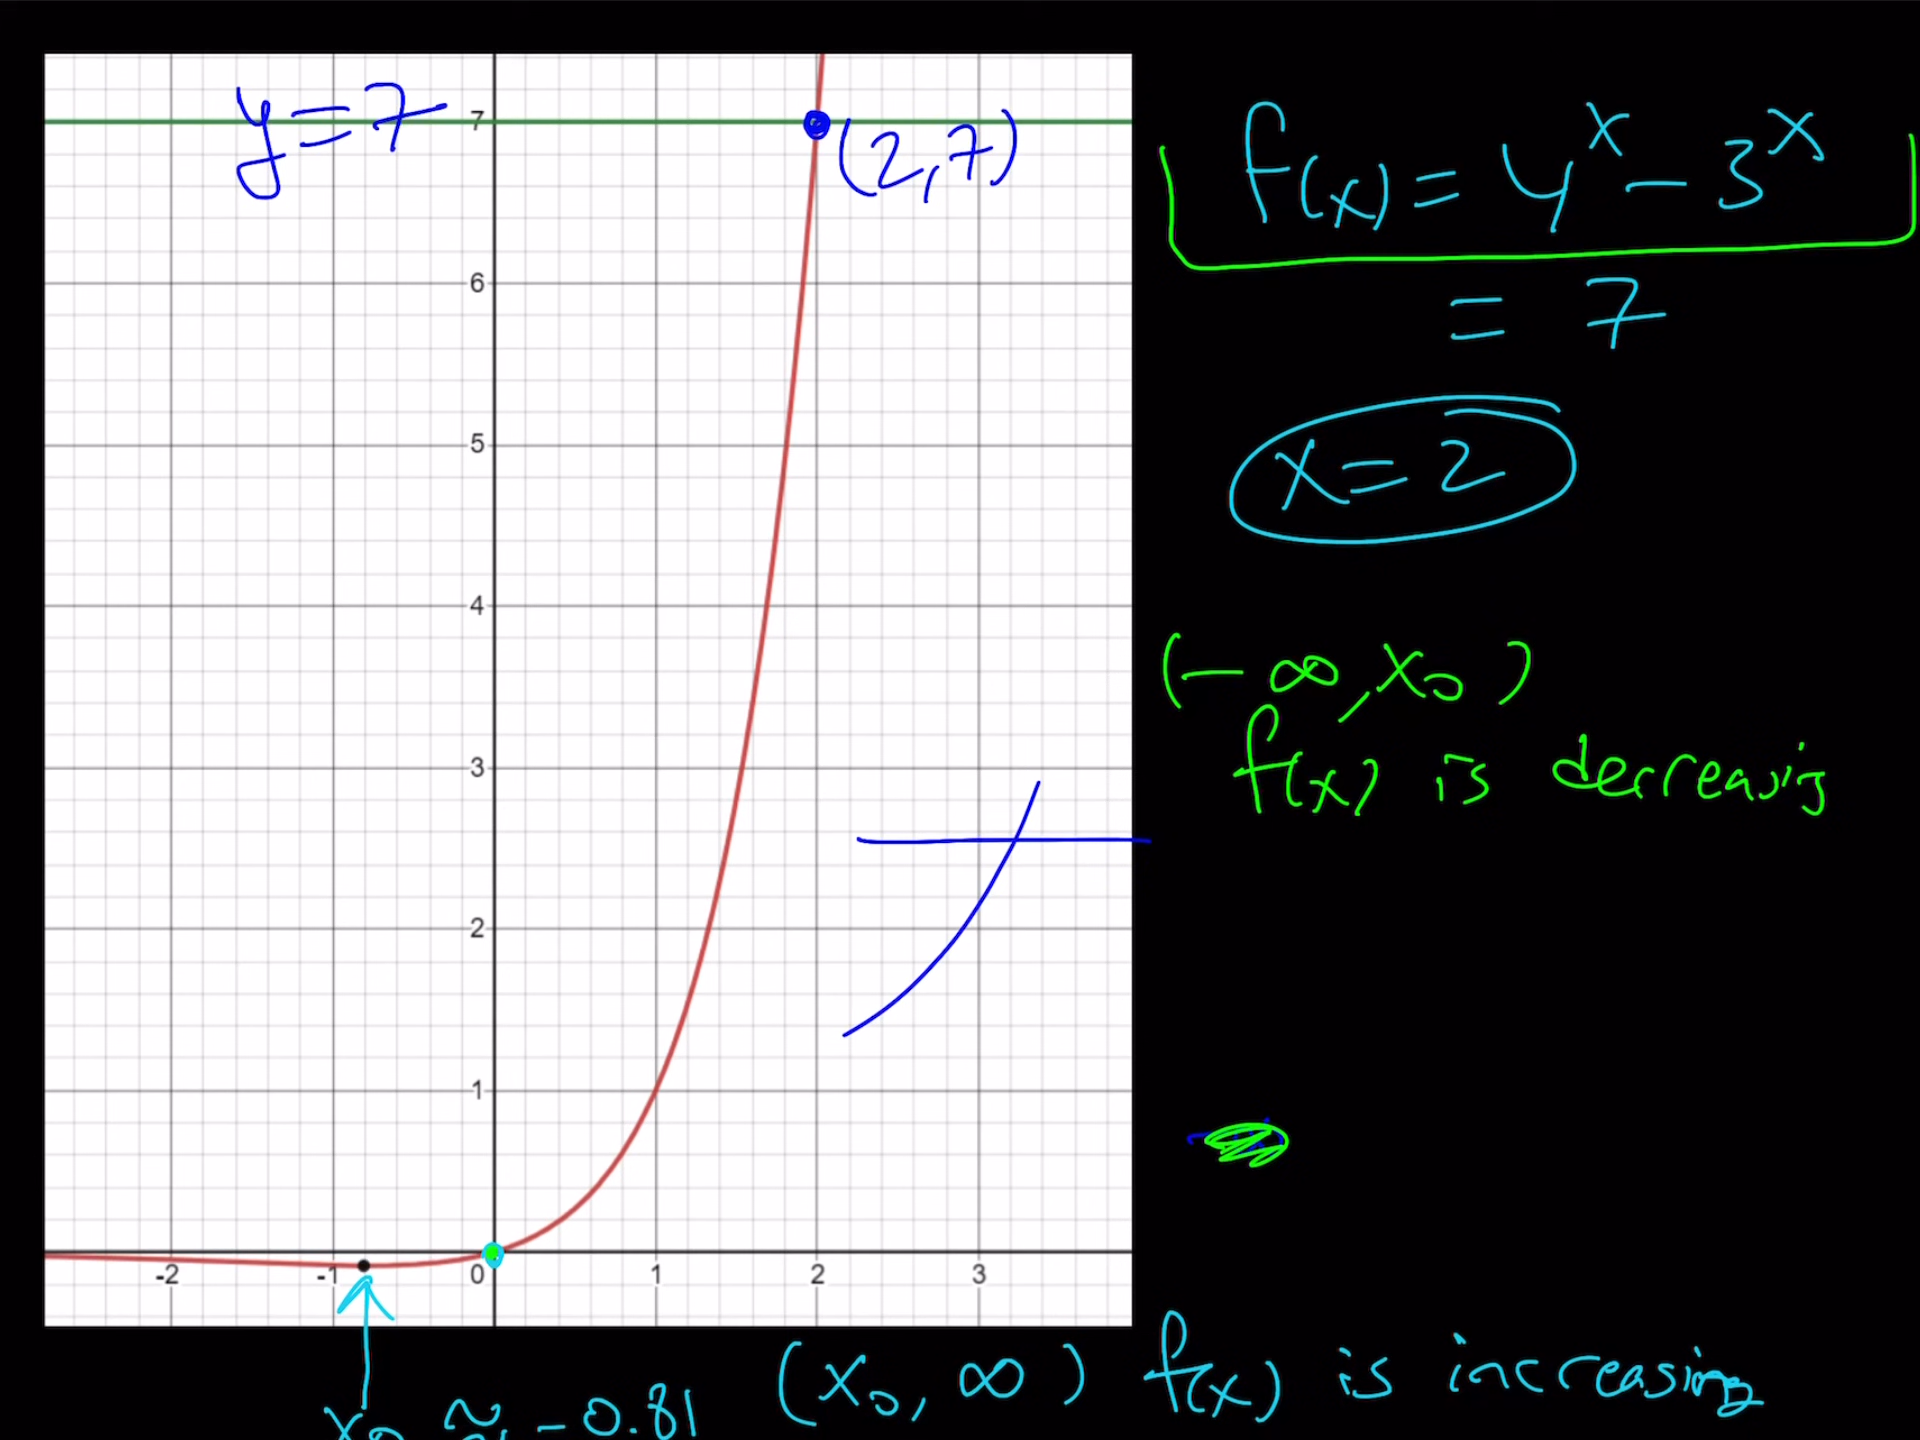 y=7
7
(2,7)
6
5
4
3
2
1
-2 -1 0 1 2 3
f(x) = 4^x - 3^x
= 7
x=2
(-∞, x₀)
f(x) is decreasig
(x₀, ∞) f(x) is increasing
x₀ ≈ -0.81